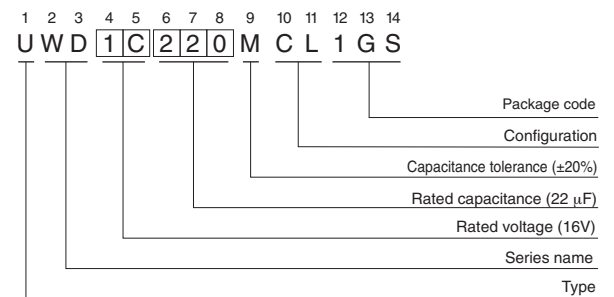 1 2 3 4 5 6 7 8 9 10 11 12 13 14
U W D 1 C 2 2 0 M C L 1 G S
Package code
Configuration
Capacitance tolerance (±20%)
Rated capacitance (22 μF)
Rated voltage (16V)
Series name
Type